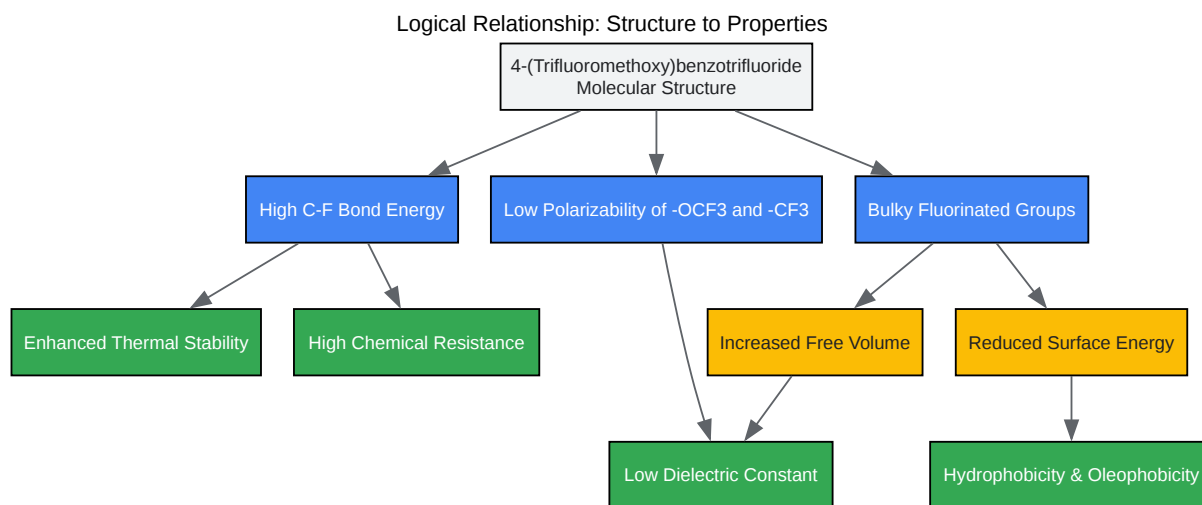 Logical Relationship: Structure to Properties
4-(Trifluoromethoxy)benzotrifluoride
Molecular Structure
High C-F Bond Energy
Low Polarizability of -OCF3 and -CF3
Bulky Fluorinated Groups
Enhanced Thermal Stability
High Chemical Resistance
Increased Free Volume
Reduced Surface Energy
Low Dielectric Constant
Hydrophobicity & Oleophobicity